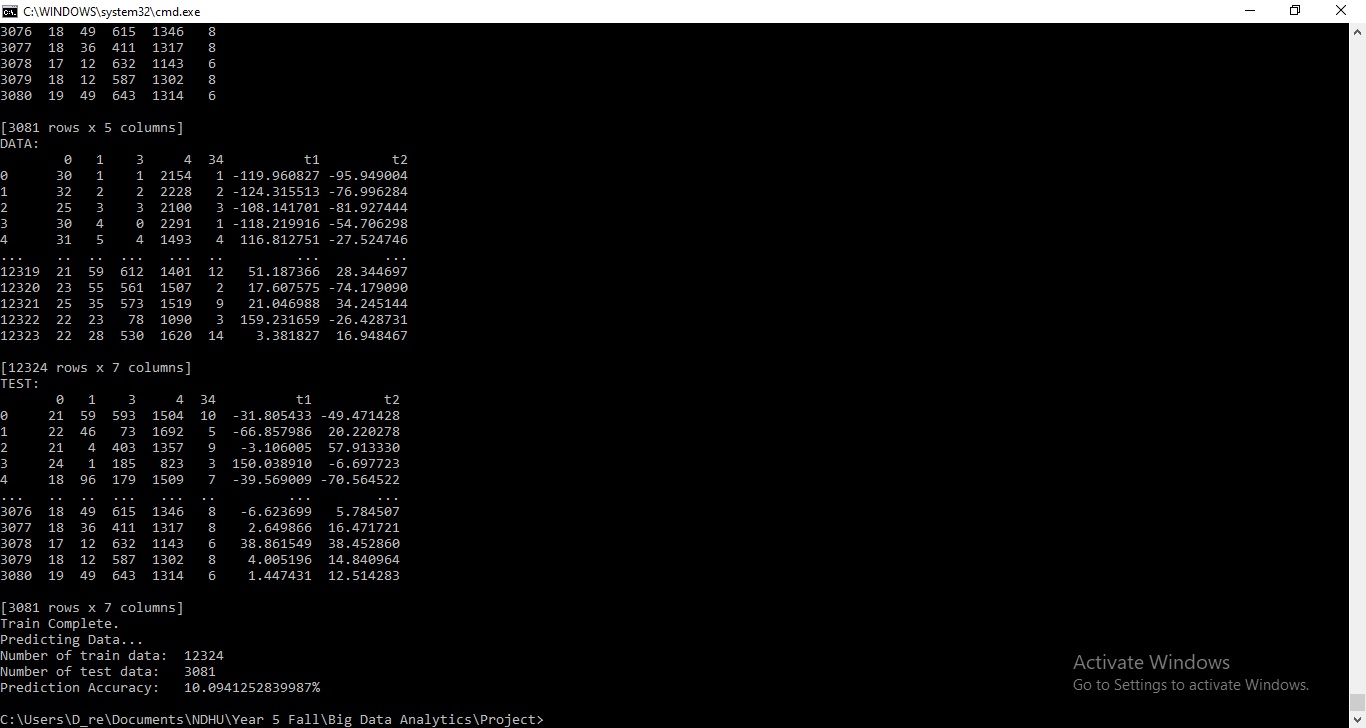 C:\WINDOWS\system32\cmd.exe
3076  18  49  615  1346   8
3077  18  36  411  1317   8
3078  17  12  632  1143   6
3079  18  12  587  1302   8
3080  19  49  643  1314   6
[3081 rows x 5 columns]
DATA:
        0   1    3     4  34          t1         t2
0      30   1    1  2154   1 -119.960827 -95.949004
1      32   2    2  2228   2 -124.315513 -76.996284
2      25   3    3  2100   3 -108.141701 -81.927444
3      30   4    0  2291   1 -118.219916 -54.706298
4      31   5    4  1493   4  116.812751 -27.524746
...    ..  ..  ...   ...  ..         ...        ...
12319  21  59  612  1401  12   51.187366  28.344697
12320  23  55  561  1507   2   17.607575 -74.179090
12321  25  35  573  1519   9   21.046988  34.245144
12322  22  23   78  1090   3  159.231659 -26.428731
12323  22  28  530  1620  14    3.381827  16.948467
[12324 rows x 7 columns]
TEST:
       0   1    3     4  34          t1         t2
0     21  59  593  1504  10  -31.805433 -49.471428
1     22  46   73  1692   5  -66.857986  20.220278
2     21   4  403  1357   9   -3.106005  57.913330
3     24   1  185   823   3  150.038910  -6.697723
4     18  96  179  1509   7  -39.569009 -70.564522
...   ..  ..  ...   ...  ..         ...        ...
3076  18  49  615  1346   8   -6.623699   5.784507
3077  18  36  411  1317   8    2.649866  16.471721
3078  17  12  632  1143   6   38.861549  38.452860
3079  18  12  587  1302   8    4.005196  14.840964
3080  19  49  643  1314   6    1.447431  12.514283
[3081 rows x 7 columns]
Train Complete.
Predicting Data...
Number of train data:  12324
Number of test data:   3081
Prediction Accuracy:   10.0941252839987%
C:\Users\D_re\Documents\NDHU\Year 5 Fall\Big Data Analytics\Project>
Activate Windows
Go to Settings to activate Windows.